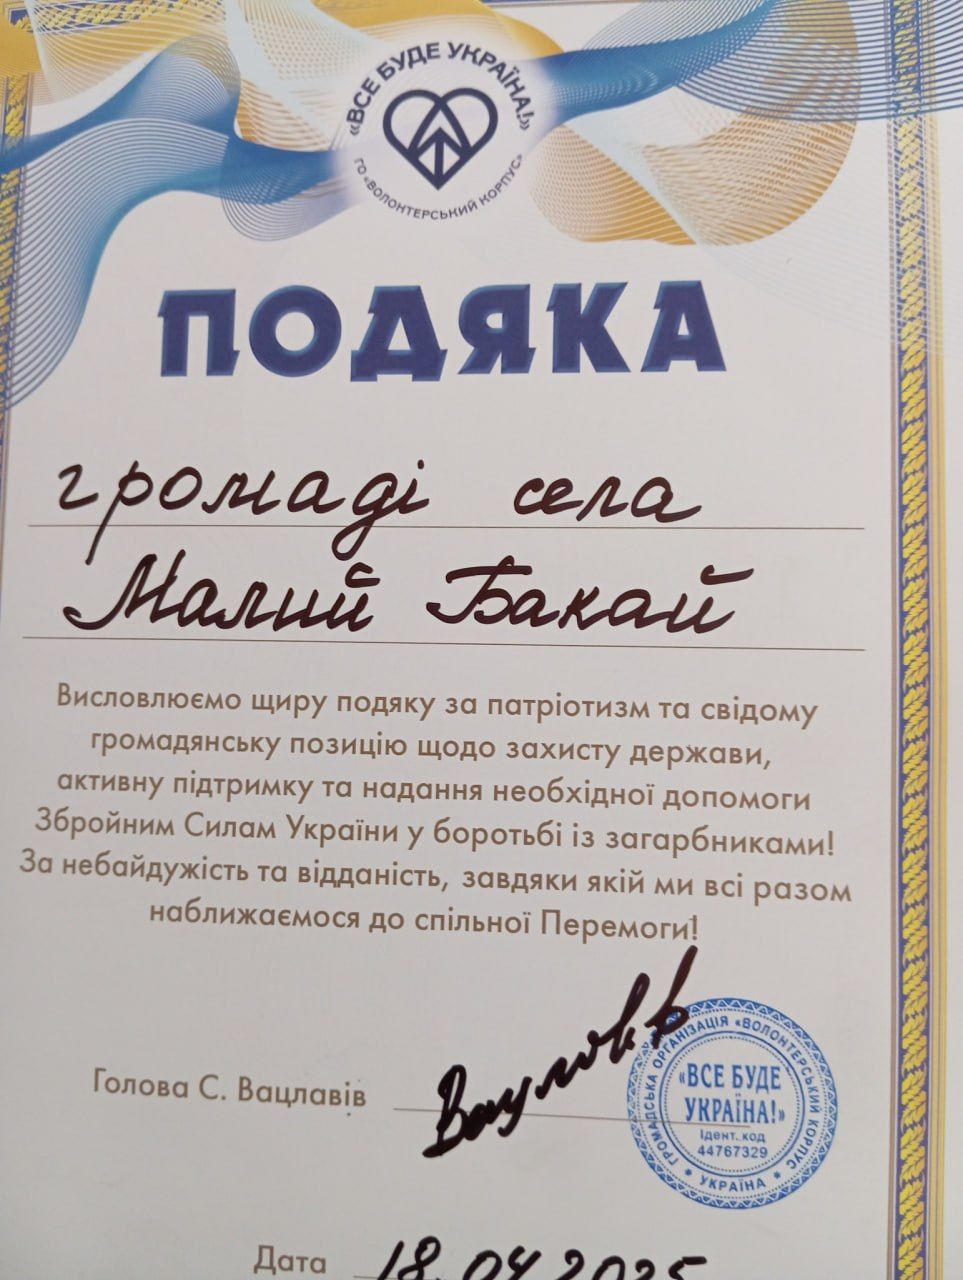 «ВСЕ БУДЕ УКРАЇНА!»
ГО «ВОЛОНТЕРСЬКИЙ КОРПУС»
ПОДЯКА
громаді села
Малий Бакай
Висловлюємо щиру подяку за патріотизм та свідому
громадянську позицію щодо захисту держави,
активну підтримку та надання необхідної допомоги
Збройним Силам України у боротьбі із загарбниками!
За небайдужість та відданість, завдяки якій ми всі разом
наближаємося до спільної Перемоги!
Голова С. Вацлавів
Вацлавів
ГРОМАДСЬКА ОРГАНІЗАЦІЯ «ВОЛОНТЕРСЬКИЙ КОРПУС
«ВСЕ БУДЕ
УКРАЇНА!»
Ідент. код
44767329
* УКРАЇНА *
Дата 18.04.2025